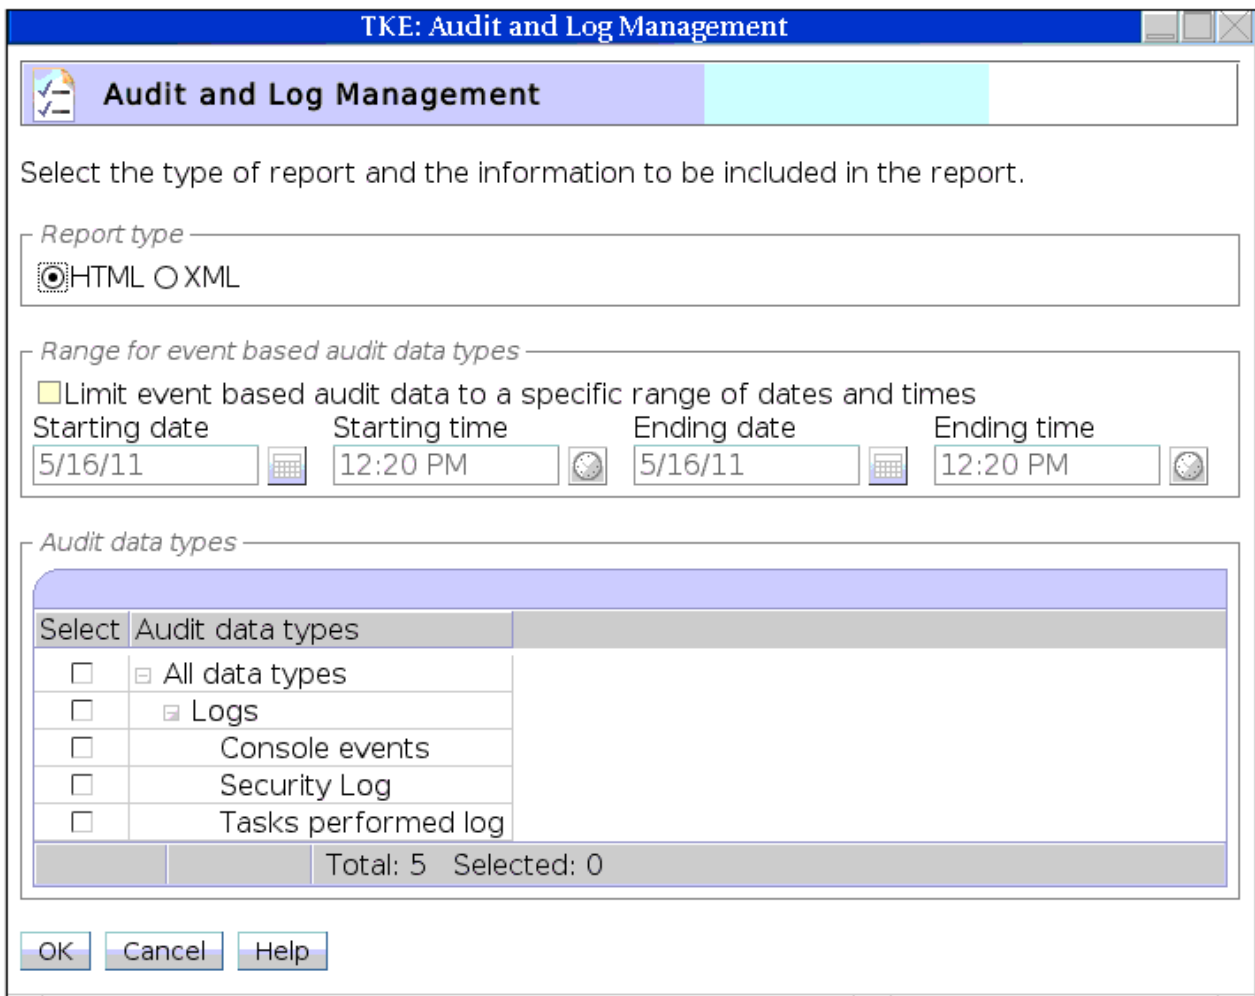 TKE: Audit and Log Management
Audit and Log Management
Select the type of report and the information to be included in the report.
Report type
HTML XML
Range for event based audit data types
Limit event based audit data to a specific range of dates and times
Starting date Starting time Ending date Ending time
5/16/11 12:20 PM 5/16/11 12:20 PM
Audit data types
Select Audit data types
All data types
Logs
Console events
Security Log
Tasks performed log
Total: 5 Selected: 0
OK Cancel Help